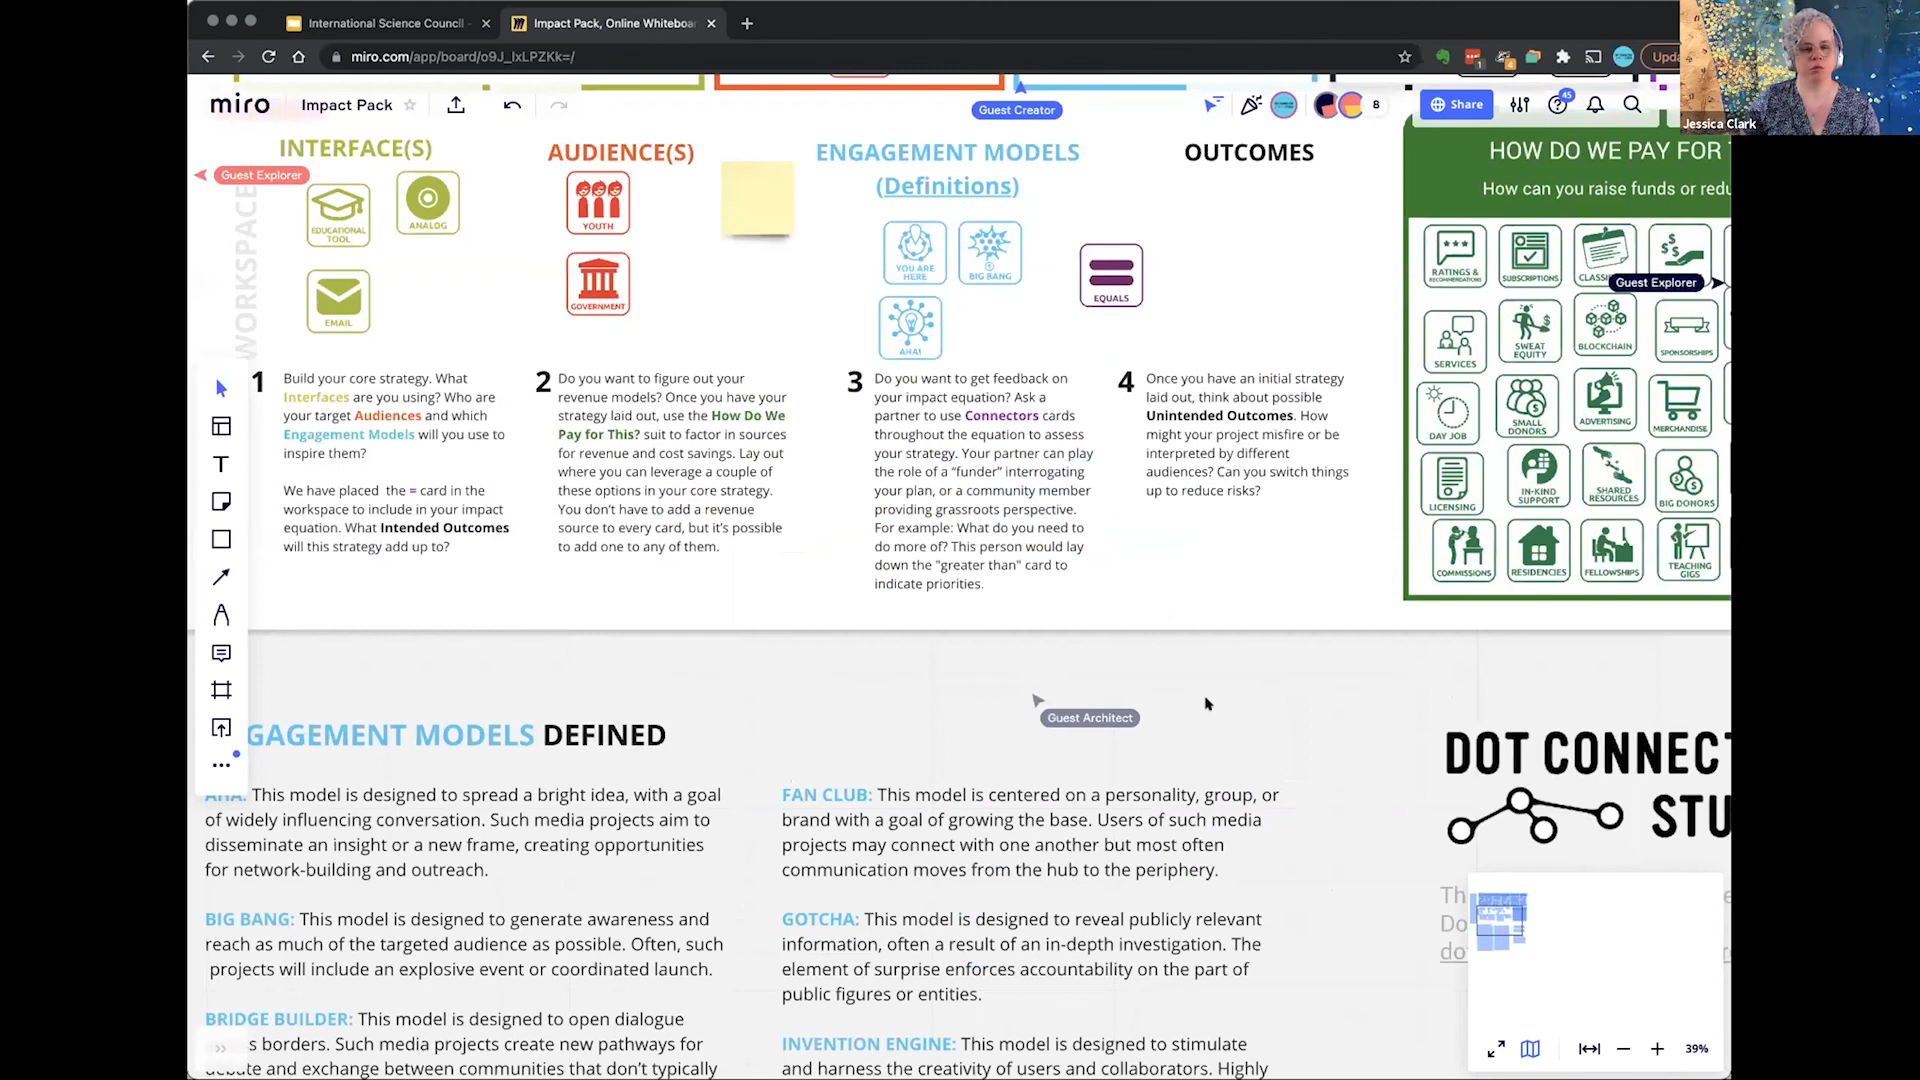 International Science Council
Impact Pack, Online Whiteboa
miro.com/app/board/o9J_lxLPZKk=/
Upda
Jessica Clark
miro
Impact Pack
Guest Creator
8
Share
45
INTERFACE(S)
AUDIENCE(S)
ENGAGEMENT MODELS
(Definitions)
OUTCOMES
Guest Explorer
WORKSPACE
EDUCATIONAL
TOOL
ANALOG
EMAIL
YOUTH
GOVERNMENT
YOU ARE
HERE
BIG BANG
AHA!
EQUALS
HOW DO WE PAY FOR T
How can you raise funds or redu
RATINGS &
RECOMMENDATIONS
SUBSCRIPTIONS
CLASSI
Guest Explorer
SERVICES
SWEAT
EQUITY
BLOCKCHAIN
SPONSORSHIPS
DAY JOB
SMALL
DONORS
ADVERTISING
MERCHANDISE
LICENSING
IN-KIND
SUPPORT
SHARED
RESOURCES
BIG DONORS
COMMISSIONS
RESIDENCIES
FELLOWSHIPS
TEACHING
GIGS
1
Build your core strategy. What
Interfaces are you using? Who are
your target Audiences and which
Engagement Models will you use to
inspire them?
We have placed the = card in the
workspace to include in your impact
equation. What Intended Outcomes
will this strategy add up to?
2
Do you want to figure out your
revenue models? Once you have your
strategy laid out, use the How Do We
Pay for This? suit to factor in sources
for revenue and cost savings. Lay out
where you can leverage a couple of
these options in your core strategy.
You don't have to add a revenue
source to every card, but it's possible
to add one to any of them.
3
Do you want to get feedback on
your impact equation? Ask a
partner to use Connectors cards
throughout the equation to assess
your strategy. Your partner can play
the role of a “funder” interrogating
your plan, or a community member
providing grassroots perspective.
For example: What do you need to
do more of? This person would lay
down the "greater than" card to
indicate priorities.
4
Once you have an initial strategy
laid out, think about possible
Unintended Outcomes. How
might your project misfire or be
interpreted by different
audiences? Can you switch things
up to reduce risks?
Guest Architect
GAGEMENT MODELS DEFINED
AHA: This model is designed to spread a bright idea, with a goal
of widely influencing conversation. Such media projects aim to
disseminate an insight or a new frame, creating opportunities
for network-building and outreach.
BIG BANG: This model is designed to generate awareness and
reach as much of the targeted audience as possible. Often, such
projects will include an explosive event or coordinated launch.
BRIDGE BUILDER: This model is designed to open dialogue
s borders. Such media projects create new pathways for
debate and exchange between communities that don't typically
FAN CLUB: This model is centered on a personality, group, or
brand with a goal of growing the base. Users of such media
projects may connect with one another but most often
communication moves from the hub to the periphery.
GOTCHA: This model is designed to reveal publicly relevant
information, often a result of an in-depth investigation. The
element of surprise enforces accountability on the part of
public figures or entities.
INVENTION ENGINE: This model is designed to stimulate
and harness the creativity of users and collaborators. Highly
DOT CONNECT
STU
Th
Do
do
39%